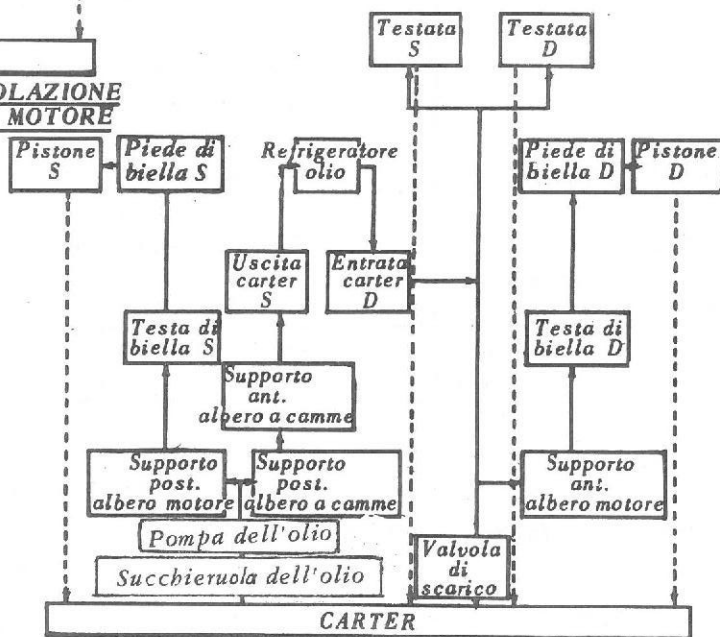 Testata
S
Testata
D
OLAZIONE
MOTORE
Pistone
S
Piede di
biella S
Refrigeratore
olio
Piede di
biella D
Pistone
D
Uscita
carter
S
Entrata
carter
D
Testa di
biella S
Testa di
biella D
Supporto
ant.
albero a camme
Supporto
post.
albero motore
Supporto
post.
albero a camme
Supporto
ant.
albero motore
Pompa dell'olio
Valvola
di
scarico
Succhieruola dell'olio
CARTER